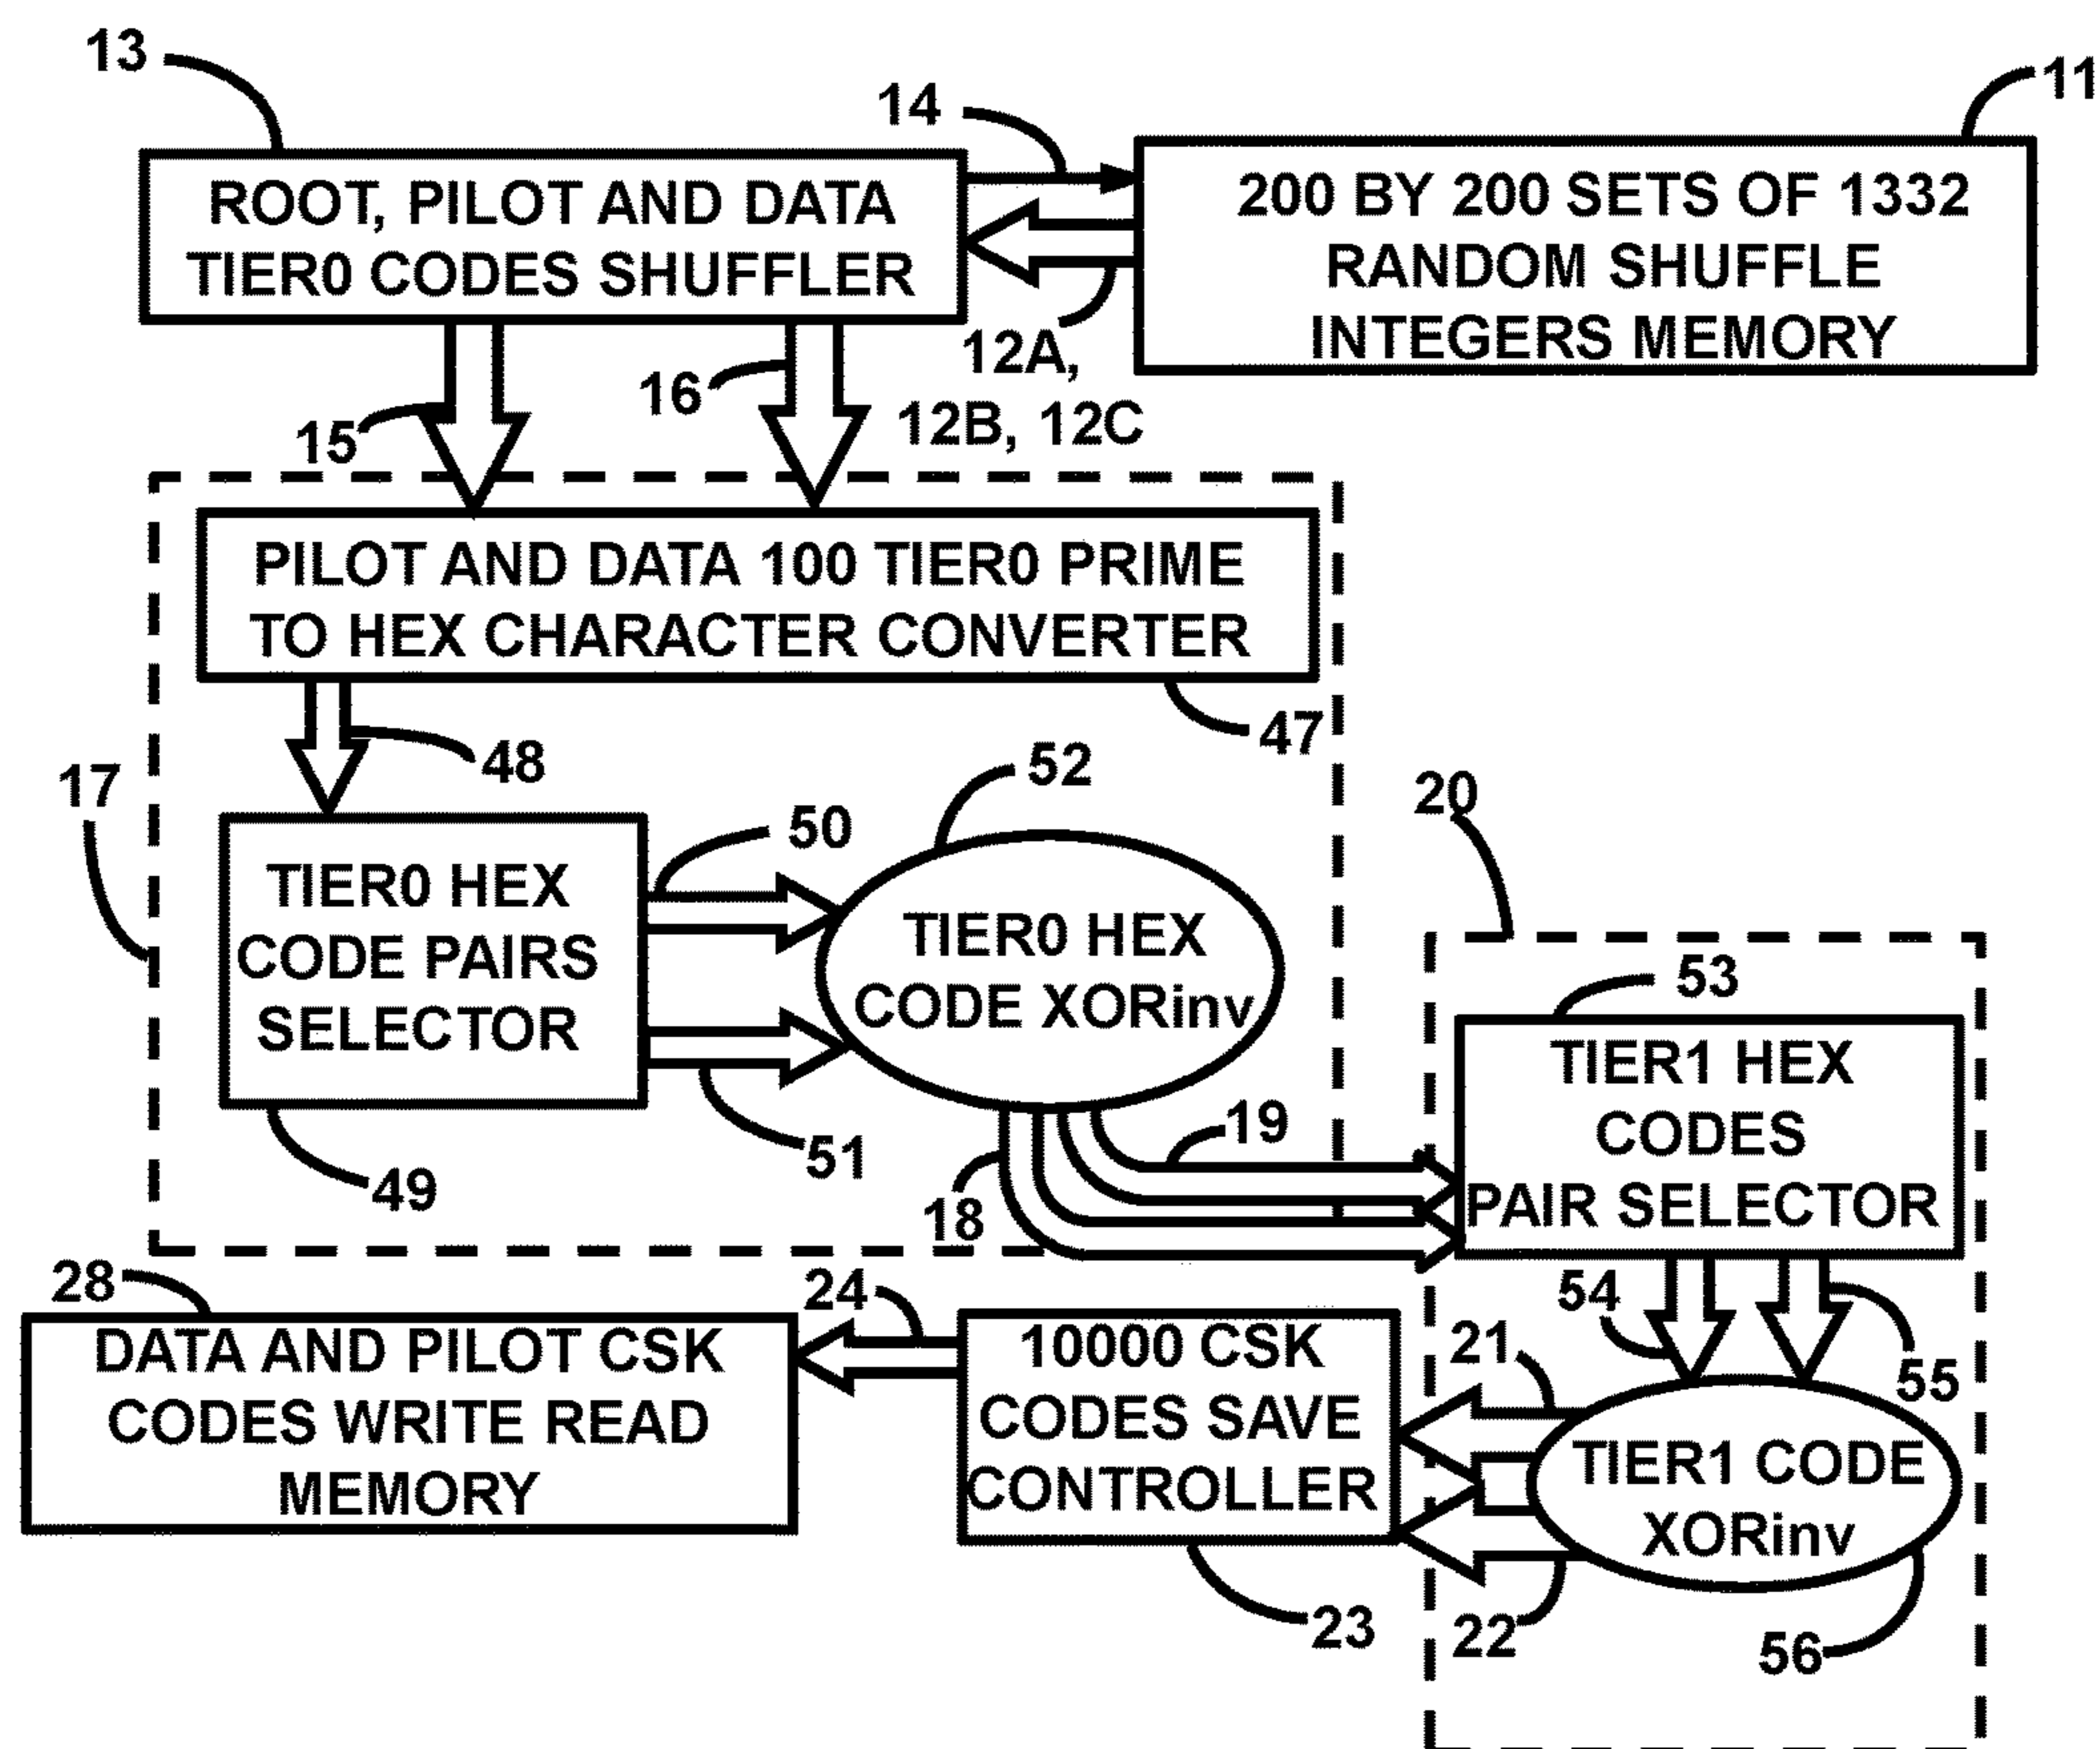 13
14
11
ROOT, PILOT AND DATA
TIER0 CODES SHUFFLER
200 BY 200 SETS OF 1332
RANDOM SHUFFLE
INTEGERS MEMORY
12A,
12B, 12C
15
16
PILOT AND DATA 100 TIER0 PRIME
TO HEX CHARACTER CONVERTER
47
48
17
52
50
20
TIER0 HEX
CODE PAIRS
SELECTOR
TIER0 HEX
CODE XORinv
53
TIER1 HEX
CODES
PAIR SELECTOR
51
49
19
18
28
24
54
21
55
DATA AND PILOT CSK
CODES WRITE READ
MEMORY
10000 CSK
CODES SAVE
CONTROLLER
TIER1 CODE
XORinv
23
22
56